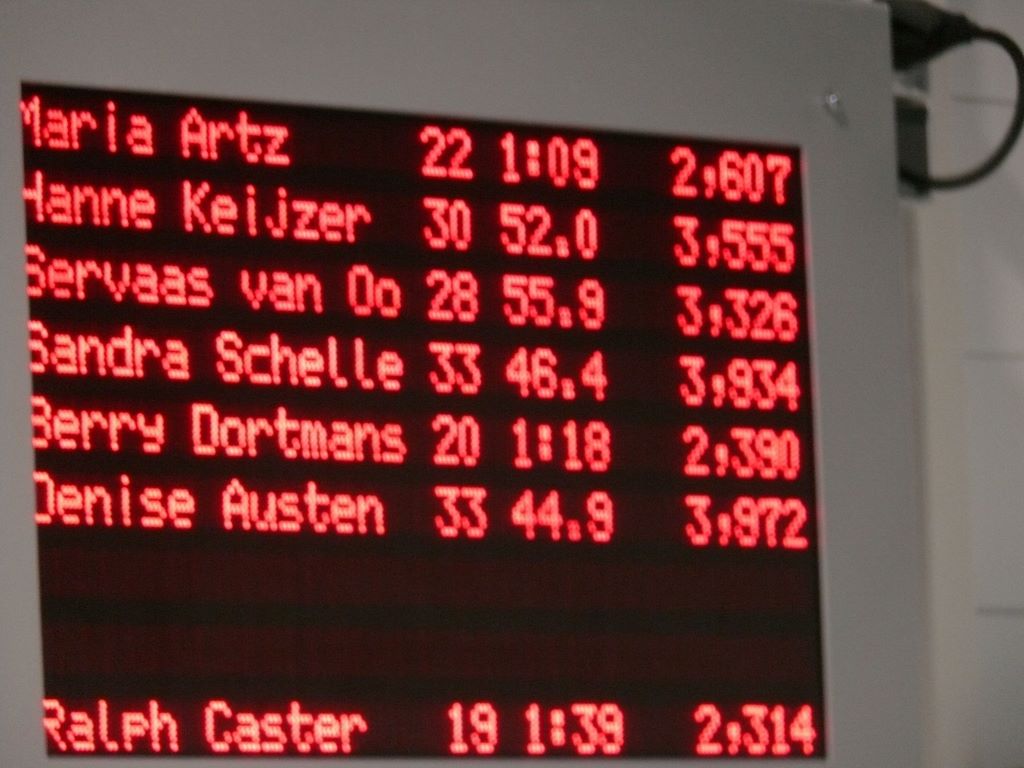 Maria Artz 22 1:09 2,607
Hanne Keijzer 30 52.0 3,555
Servaas van Oo 28 55.9 3,326
Sandra Schelle 33 46.4 3,934
Berry Dortmans 20 1:18 2,390
Denise Austen 33 44.9 3,972
Ralph Caster 19 1:39 2,314